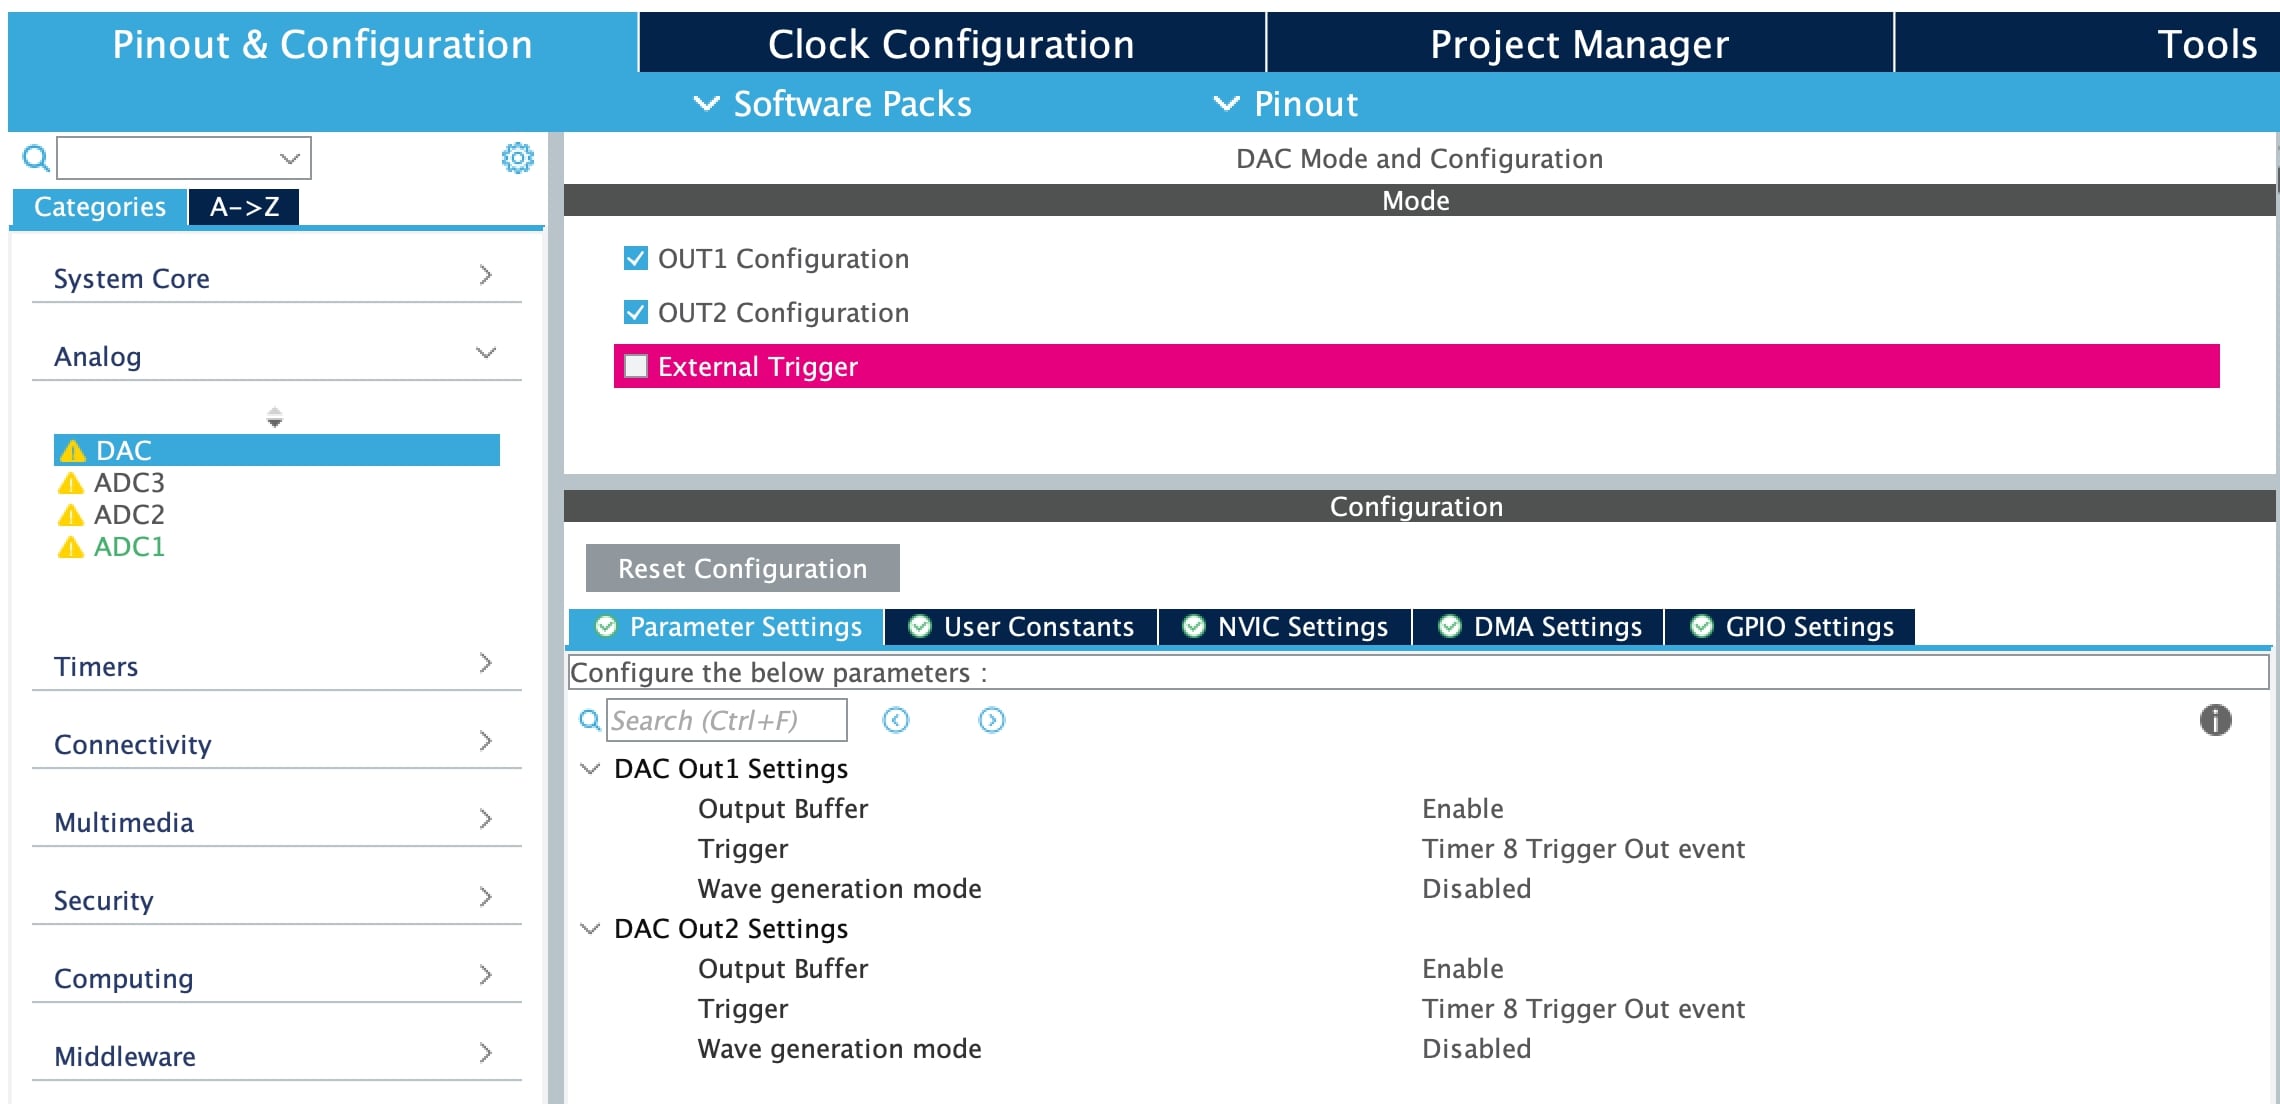 Pinout & Configuration
Clock Configuration
Project Manager
Tools
Software Packs
Pinout
Categories
A->Z
System Core
Analog
DAC
ADC3
ADC2
ADC1
Timers
Connectivity
Multimedia
Security
Computing
Middleware
DAC Mode and Configuration
Mode
OUT1 Configuration
OUT2 Configuration
External Trigger
Configuration
Reset Configuration
Parameter Settings
User Constants
NVIC Settings
DMA Settings
GPIO Settings
Configure the below parameters :
Search (Ctrl+F)
DAC Out1 Settings
Output Buffer Enable
Trigger Timer 8 Trigger Out event
Wave generation mode Disabled
DAC Out2 Settings
Output Buffer Enable
Trigger Timer 8 Trigger Out event
Wave generation mode Disabled